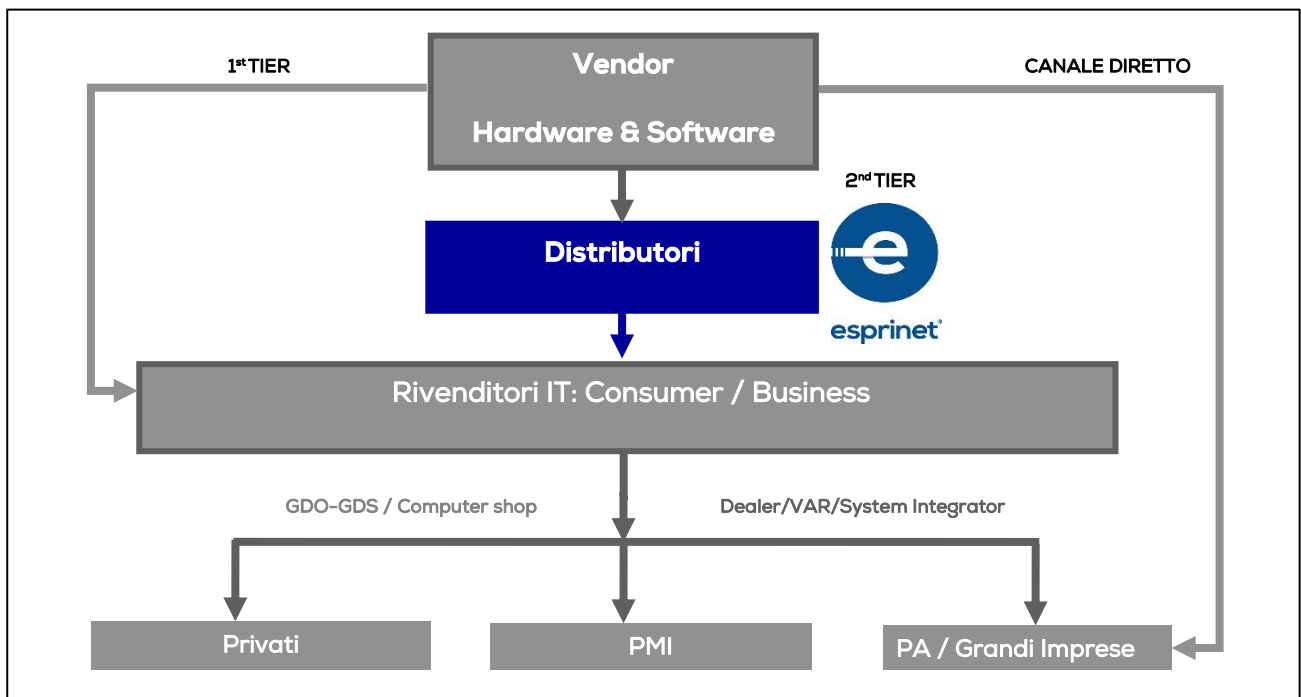 1st TIER
Vendor
CANALE DIRETTO
Hardware & Software
2nd TIER
Distributori
esprinet®
Rivenditori IT: Consumer / Business
GDO-GDS / Computer shop
Dealer/VAR/System Integrator
Privati
PMI
PA / Grandi Imprese